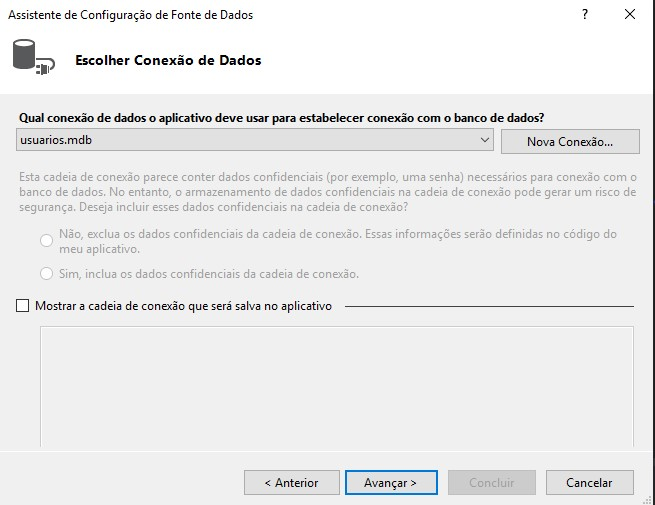 Assistente de Configuração de Fonte de Dados
?
Escolher Conexão de Dados
Qual conexão de dados o aplicativo deve usar para estabelecer conexão com o banco de dados?
usuarios.mdb
Nova Conexão...
Esta cadeia de conexão parece conter dados confidenciais (por exemplo, uma senha) necessários para conexão com o
banco de dados. No entanto, o armazenamento de dados confidenciais na cadeia de conexão pode gerar um risco de
segurança. Deseja incluir esses dados confidenciais na cadeia de conexão?
Não, exclua os dados confidenciais da cadeia de conexão. Essas informações serão definidas no código do
meu aplicativo.
Sim, inclua os dados confidenciais da cadeia de conexão.
Mostrar a cadeia de conexão que será salva no aplicativo
< Anterior
Avançar >
Concluir
Cancelar